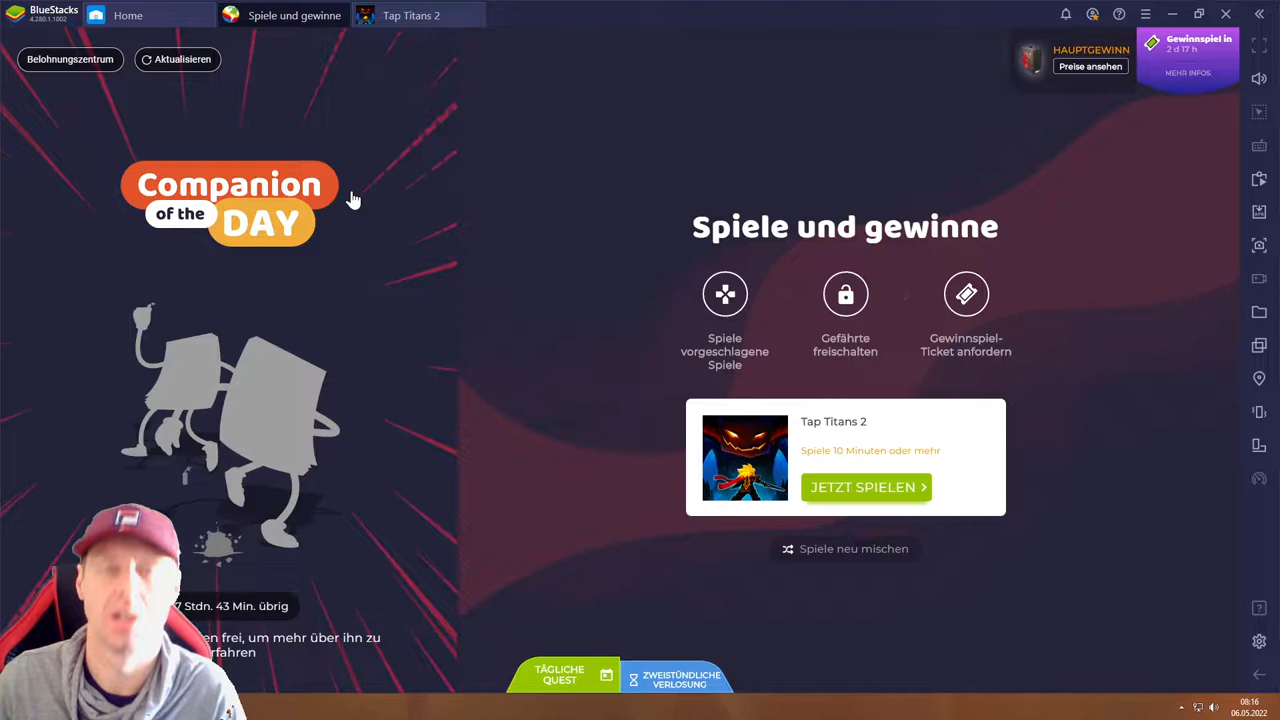 BlueStacks
4.280.1.1002
Home
Spiele und gewinne
Tap Titans 2
Belohnungszentrum
Aktualisieren
HAUPTGEWINN
Preise ansehen
Gewinnspiel in
2 d 17 h
MEHR INFOS
Companion
of the
DAY
Spiele und gewinne
Spiele
vorgeschlagene
Spiele
Gefährte
freischalten
Gewinnspiel-
Ticket anfordern
Tap Titans 2
Spiele 10 Minuten oder mehr
JETZT SPIELEN
Spiele neu mischen
7 Stdn. 43 Min. übrig
en frei, um mehr über ihn zu
rfahren
TÄGLICHE
QUEST
ZWEISTÜNDLICHE
VERLOSUNG
08:16
06.05.2022